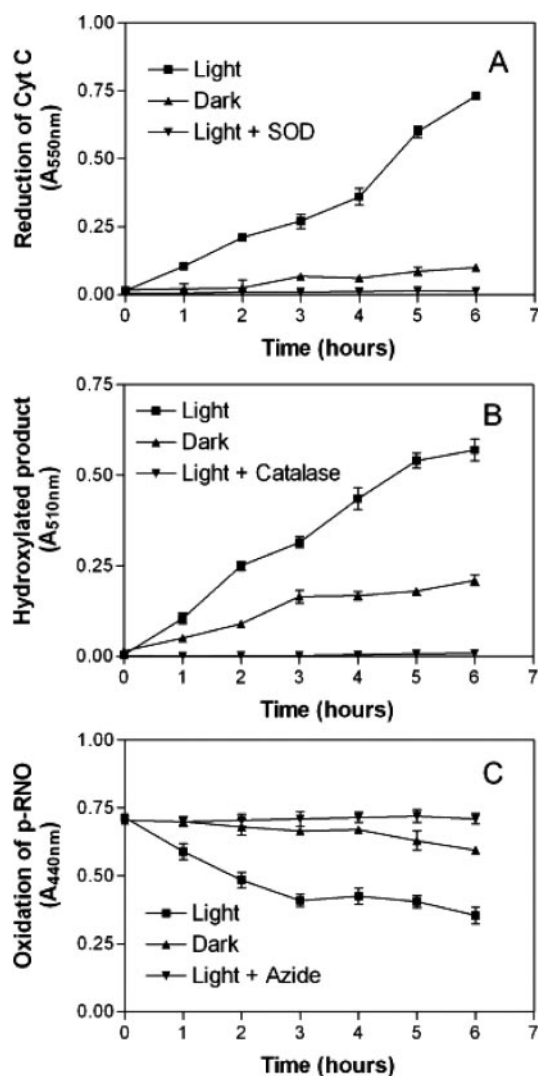 A
Reduction of Cyt C
(A550nm)
1.00
0.75
0.50
0.25
0.00
Light
Dark
Light + SOD
0 1 2 3 4 5 6 7
Time (hours)
B
Hydroxylated product
(A510nm)
0.75
0.50
0.25
0.00
Light
Dark
Light + Catalase
0 1 2 3 4 5 6 7
Time (hours)
C
Oxidation of p-RNO
(A440nm)
1.00
0.75
0.50
0.25
0.00
Light
Dark
Light + Azide
0 1 2 3 4 5 6 7
Time (hours)